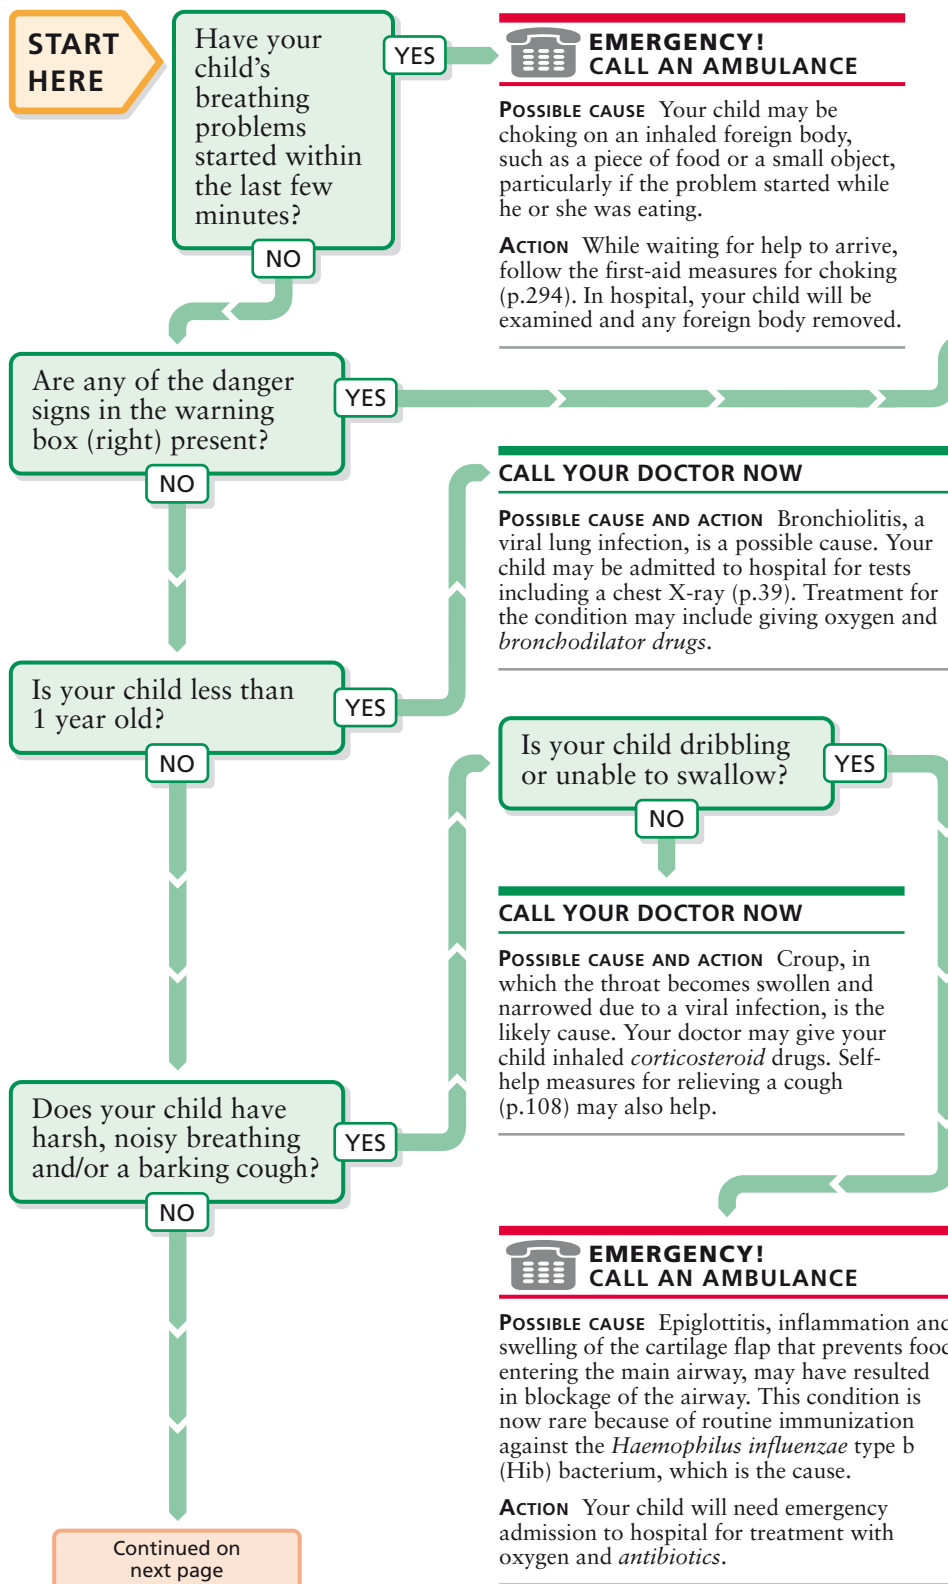 START
HERE
Have your
child's
breathing
problems
started within
the last few
minutes?
YES
NO
EMERGENCY!
CALL AN AMBULANCE
POSSIBLE CAUSE Your child may be
choking on an inhaled foreign body,
such as a piece of food or a small object,
particularly if the problem started while
he or she was eating.
ACTION While waiting for help to arrive,
follow the first-aid measures for choking
(p.294). In hospital, your child will be
examined and any foreign body removed.
Are any of the danger
signs in the warning
box (right) present?
YES
NO
CALL YOUR DOCTOR NOW
POSSIBLE CAUSE AND ACTION Bronchiolitis, a
viral lung infection, is a possible cause. Your
child may be admitted to hospital for tests
including a chest X-ray (p.39). Treatment for
the condition may include giving oxygen and
bronchodilator drugs.
Is your child less than
1 year old?
YES
NO
Is your child dribbling
or unable to swallow?
YES
NO
CALL YOUR DOCTOR NOW
POSSIBLE CAUSE AND ACTION Croup, in
which the throat becomes swollen and
narrowed due to a viral infection, is the
likely cause. Your doctor may give your
child inhaled corticosteroid drugs. Self-
help measures for relieving a cough
(p.108) may also help.
Does your child have
harsh, noisy breathing
and/or a barking cough?
YES
NO
EMERGENCY!
CALL AN AMBULANCE
POSSIBLE CAUSE Epiglottitis, inflammation and
swelling of the cartilage flap that prevents food
entering the main airway, may have resulted
in blockage of the airway. This condition is
now rare because of routine immunization
against the Haemophilus influenzae type b
(Hib) bacterium, which is the cause.
ACTION Your child will need emergency
admission to hospital for treatment with
oxygen and antibiotics.
Continued on
next page